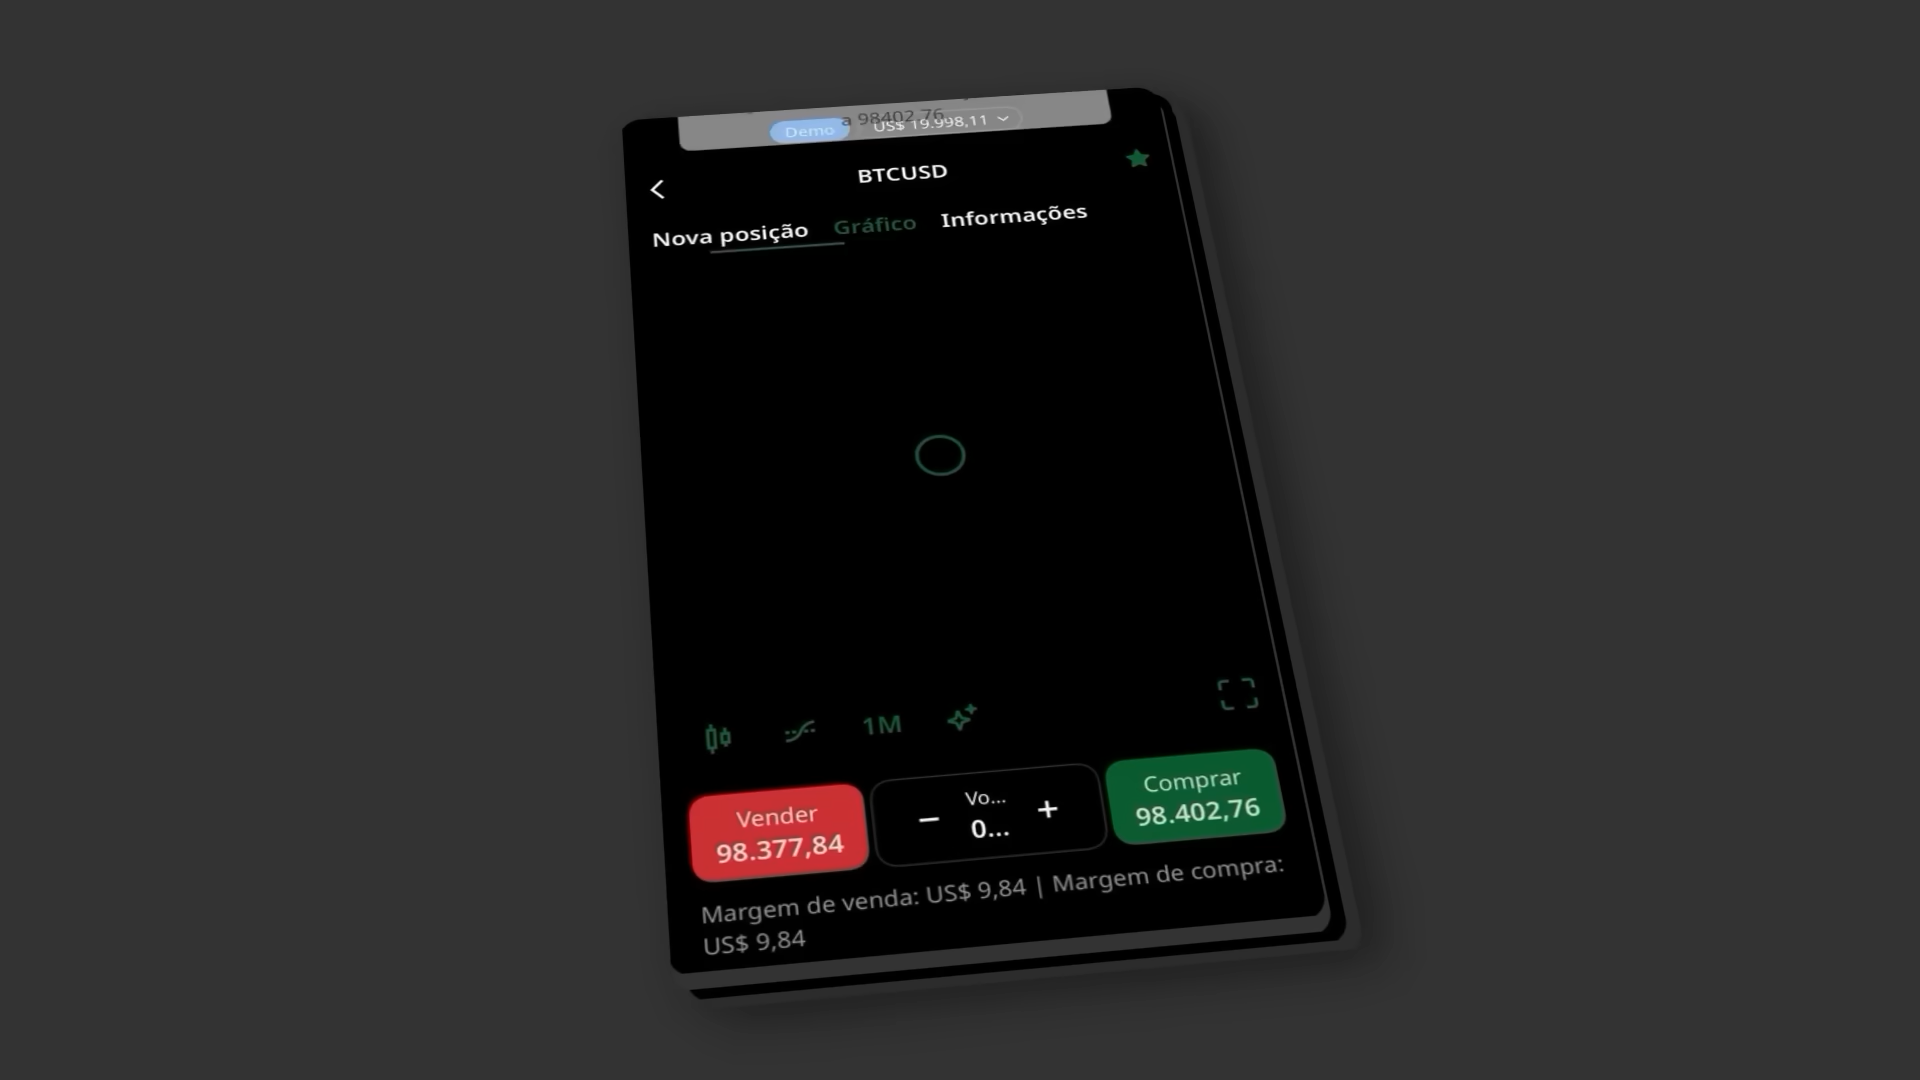 a 98402.76
Demo US$ 19.998,11
BTCUSD
Nova posição Gráfico Informações
1M
Vender
98.377,84
Vo...
0...
Comprar
98.402,76
Margem de venda: US$ 9,84 | Margem de compra:
US$ 9,84